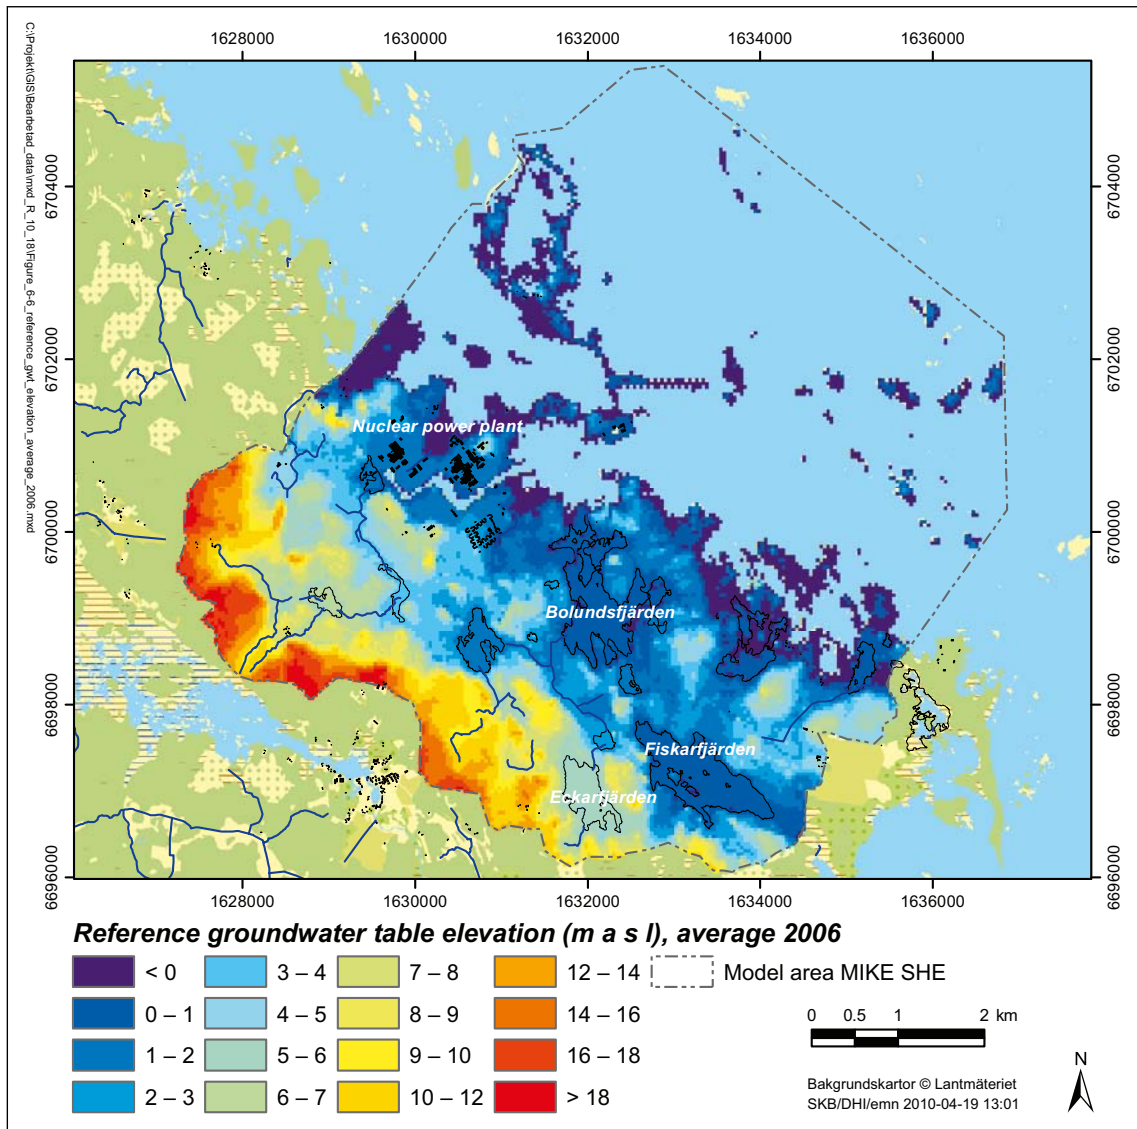 1628000 1630000 1632000 1634000 1636000
C:\Projekt\GIS\Bearbetad_data\mxd_R_10_18\Figure_6-6_reference_gwt_elevation_average_2006.mxd
6704000 6704000
6702000 6702000
6700000 6700000
6698000 6698000
6696000 6696000
Nuclear power plant
Bolundsfjärden
Fiskarfjärden
Eckarfjärden
1628000 1630000 1632000 1634000 1636000
Reference groundwater table elevation (m a s l), average 2006
< 0 3 – 4 7 – 8 12 – 14 Model area MIKE SHE
0 – 1 4 – 5 8 – 9 14 – 16
1 – 2 5 – 6 9 – 10 16 – 18
2 – 3 6 – 7 10 – 12 > 18
0 0.5 1 2 km
N
Bakgrundskartor © Lantmäteriet
SKB/DHI/emn 2010-04-19 13:01